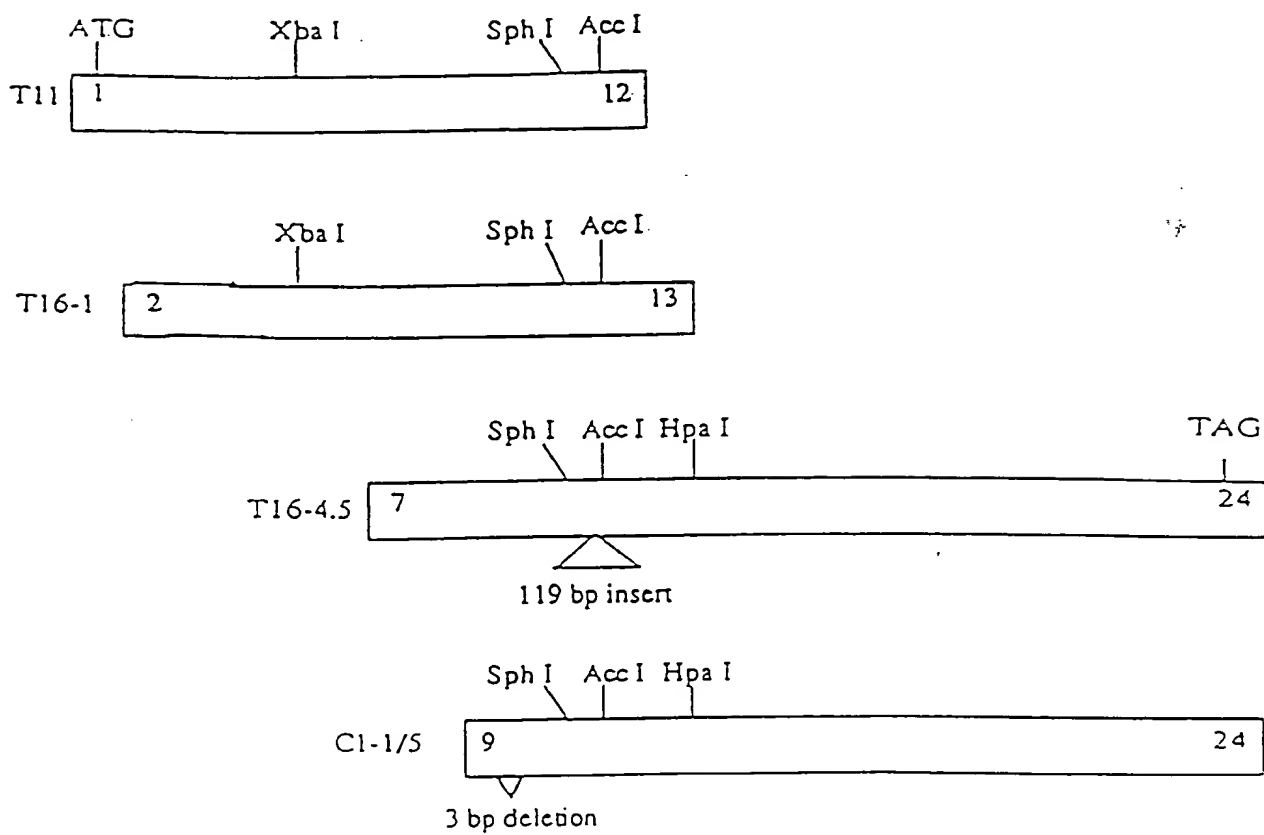 ATG Xba I Sph I Acc I
T11 1 12
Xba I Sph I Acc I
T16-1 2 13
Sph I Acc I Hpa I TAG
T16-4.5 7 24
119 bp insert
Sph I Acc I Hpa I
C1-1/5 9 24
3 bp deletion